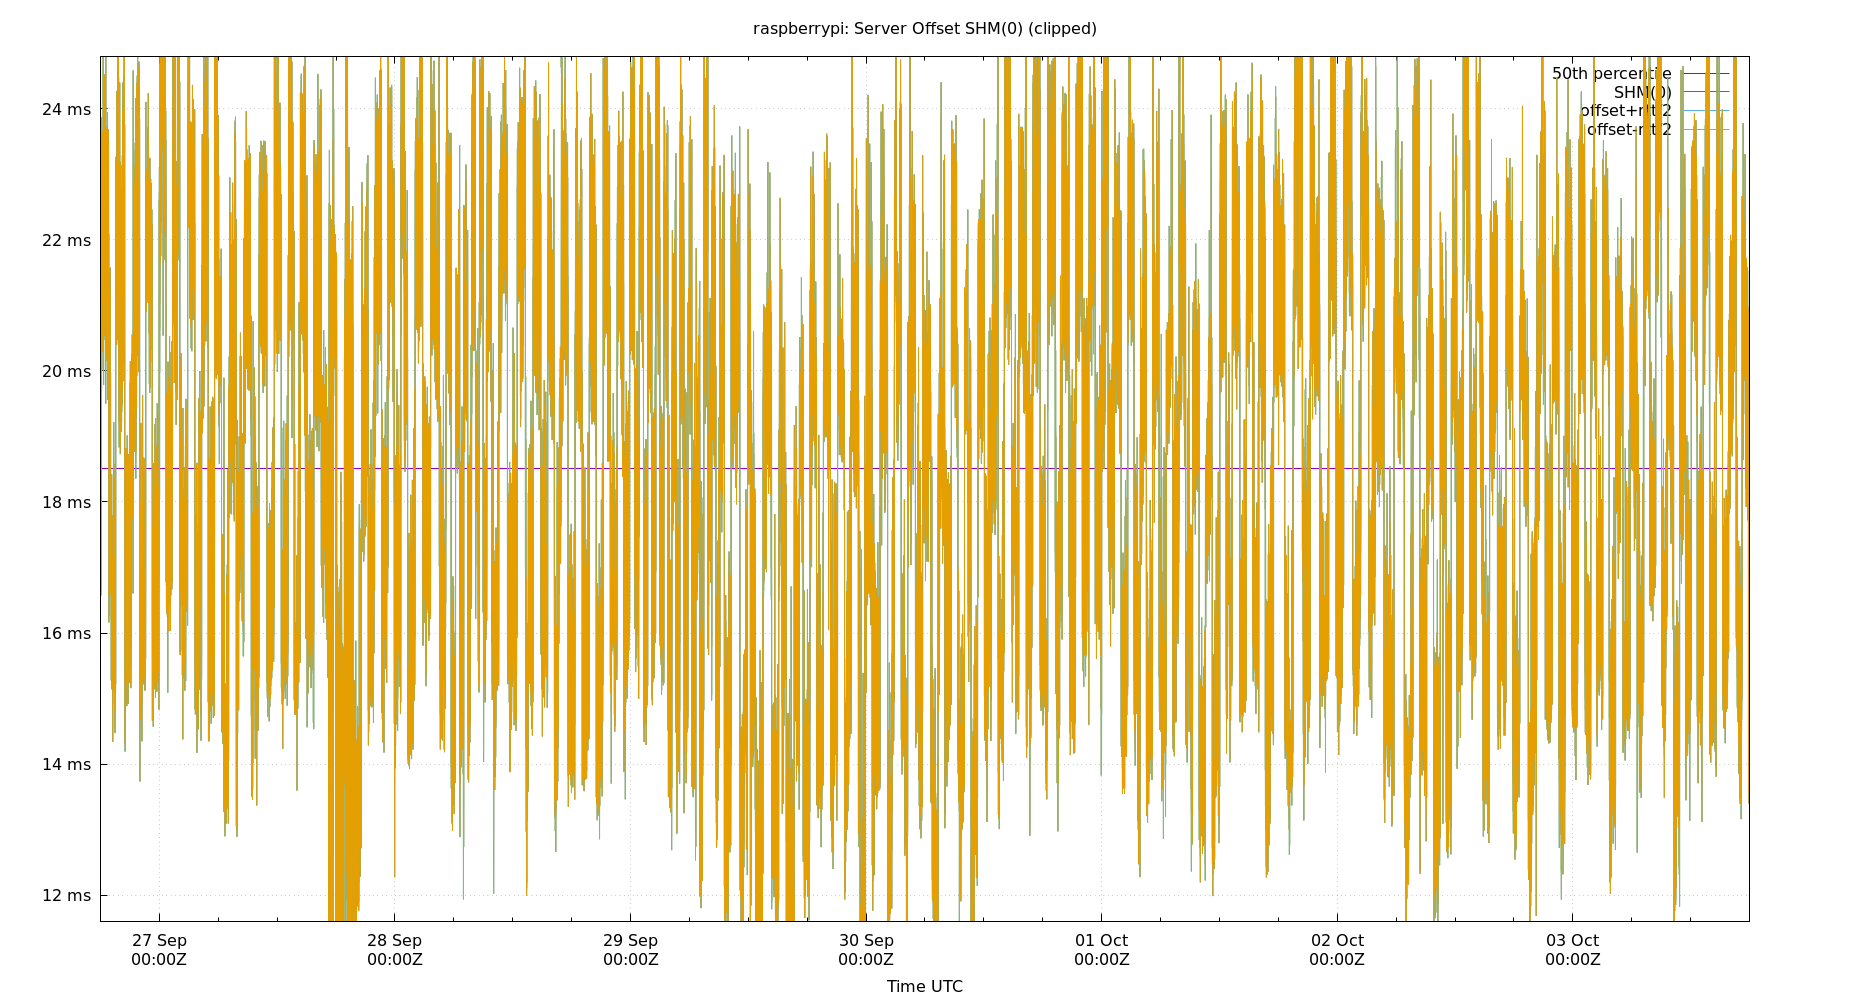 raspberrypi: Server Offset SHM(0) (clipped)
50th percentile
SHM(0)
offset+rtt/2
offset-rtt/2
24 ms
22 ms
20 ms
18 ms
16 ms
14 ms
12 ms
27 Sep
00:00Z
28 Sep
00:00Z
29 Sep
00:00Z
30 Sep
00:00Z
01 Oct
00:00Z
02 Oct
00:00Z
03 Oct
00:00Z
Time UTC